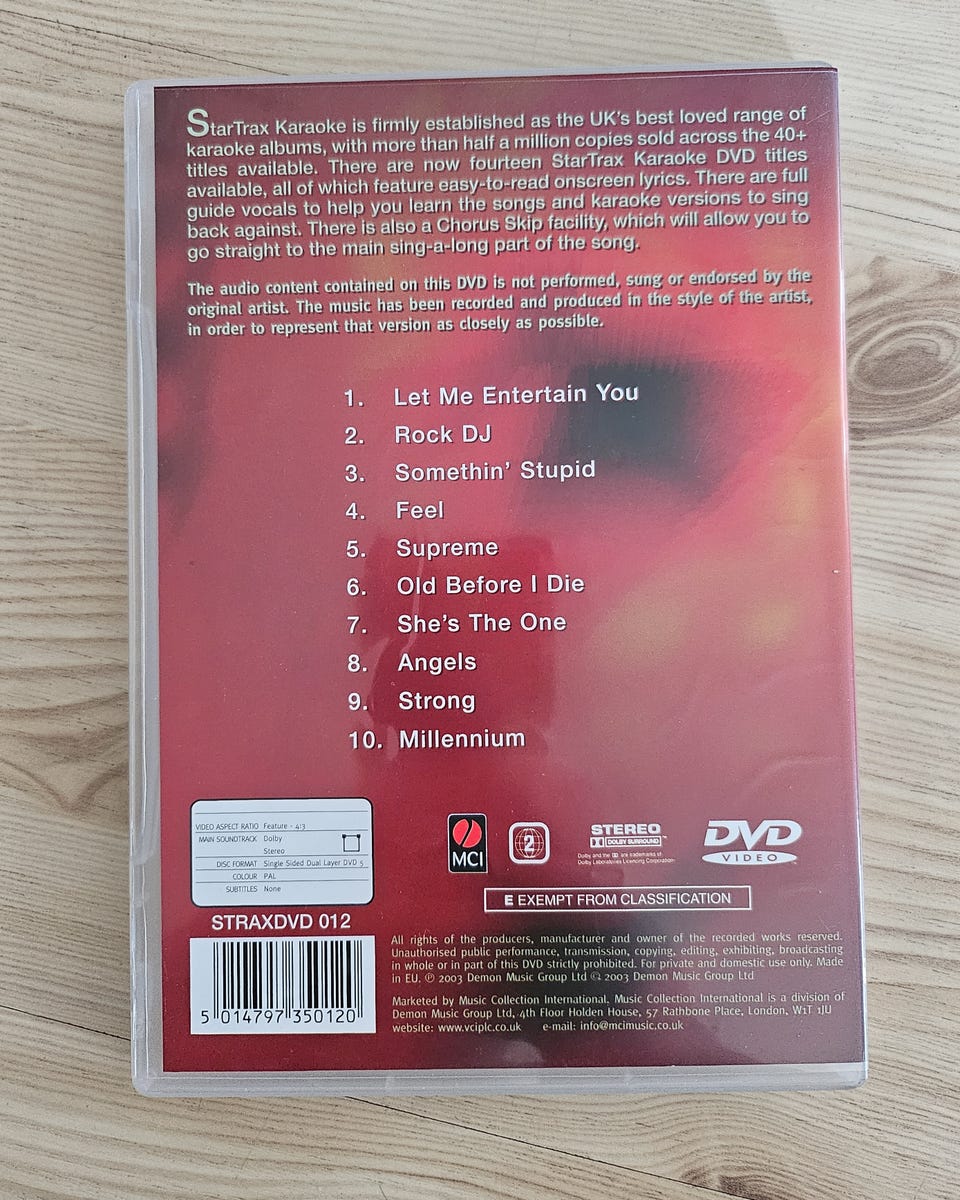 StarTrax Karaoke is firmly established as the UK's best loved range of
karaoke albums, with more than half a million copies sold across the 40+
titles available. There are now fourteen StarTrax Karaoke DVD titles
available, all of which feature easy-to-read onscreen lyrics. There are full
guide vocals to help you learn the songs and karaoke versions to sing
back against. There is also a Chorus Skip facility, which will allow you to
go straight to the main sing-a-long part of the song.
The audio content contained on this DVD is not performed, sung or endorsed by the
original artist. The music has been recorded and produced in the style of the artist,
in order to represent that version as closely as possible.
1. Let Me Entertain You
2. Rock DJ
3. Somethin' Stupid
4. Feel
5. Supreme
6. Old Before I Die
7. She's The One
8. Angels
9. Strong
10. Millennium
VIDEO ASPECT RATIO Feature - 4:3
MAIN SOUNDTRACK Dolby
Stereo
DISC FORMAT Single Sided Dual Layer DVD 5
COLOUR PAL
SUBTITLES None
MCI
2
STEREO
DOLBY SURROUND™
Dolby and the DD are trademarks of
Dolby Laboratories Licencing Corporation
DVD
VIDEO
E EXEMPT FROM CLASSIFICATION
STRAXDVD 012
5 014797 350120
All rights of the producers, manufacturer and owner of the recorded works reserved.
Unauthorised public performance, transmission, copying, editing, exhibiting, broadcasting
in whole or in part of this DVD strictly prohibited. For private and domestic use only. Made
in EU. ℗ 2003 Demon Music Group Ltd © 2003 Demon Music Group Ltd
Marketed by Music Collection International. Music Collection International is a division of
Demon Music Group Ltd, 4th Floor Holden House, 57 Rathbone Place, London, W1T 1JU
website: www.vciplc.co.uk e-mail: info@mcimusic.co.uk